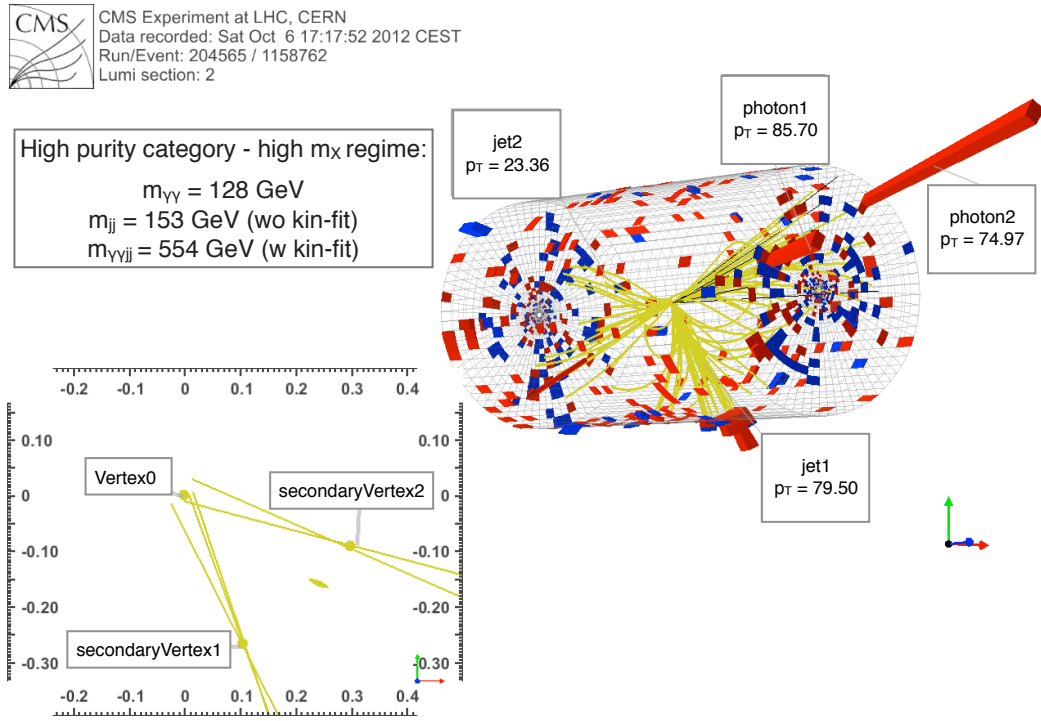 CMS
CMS Experiment at LHC, CERN
Data recorded: Sat Oct 6 17:17:52 2012 CEST
Run/Event: 204565 / 1158762
Lumi section: 2
High purity category - high mX regime:
mγγ = 128 GeV
mjj = 153 GeV (wo kin-fit)
mγγjj = 554 GeV (w kin-fit)
jet2
pT = 23.36
photon1
pT = 85.70
photon2
pT = 74.97
jet1
pT = 79.50
-0.2 -0.1 0 0.1 0.2 0.3 0.4
0.10 0.10
Vertex0
secondaryVertex2
0 0
-0.10 -0.10
-0.20 -0.20
secondaryVertex1
-0.30 -0.30
-0.2 -0.1 0 0.1 0.2 0.3 0.4